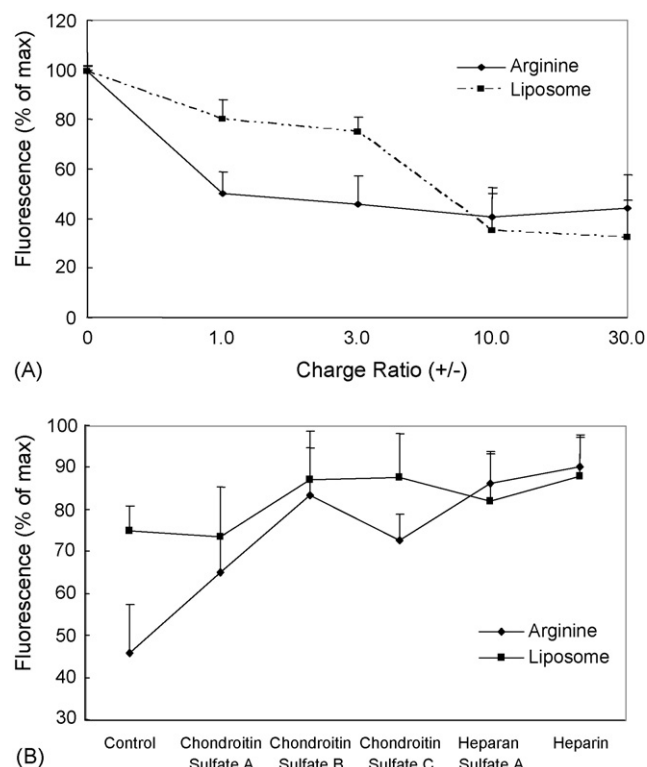 120
100
80
60
40
20
0
Fluorescence (% of max)
Arginine
Liposome
0 1.0 3.0 10.0 30.0
(A) Charge Ratio (+/-)
100
90
80
70
60
50
40
30
Fluorescence (% of max)
Arginine
Liposome
Control Chondroitin Chondroitin Chondroitin Heparan Heparin
Sulfate A Sulfate B Sulfate C Sulfate A
(B)